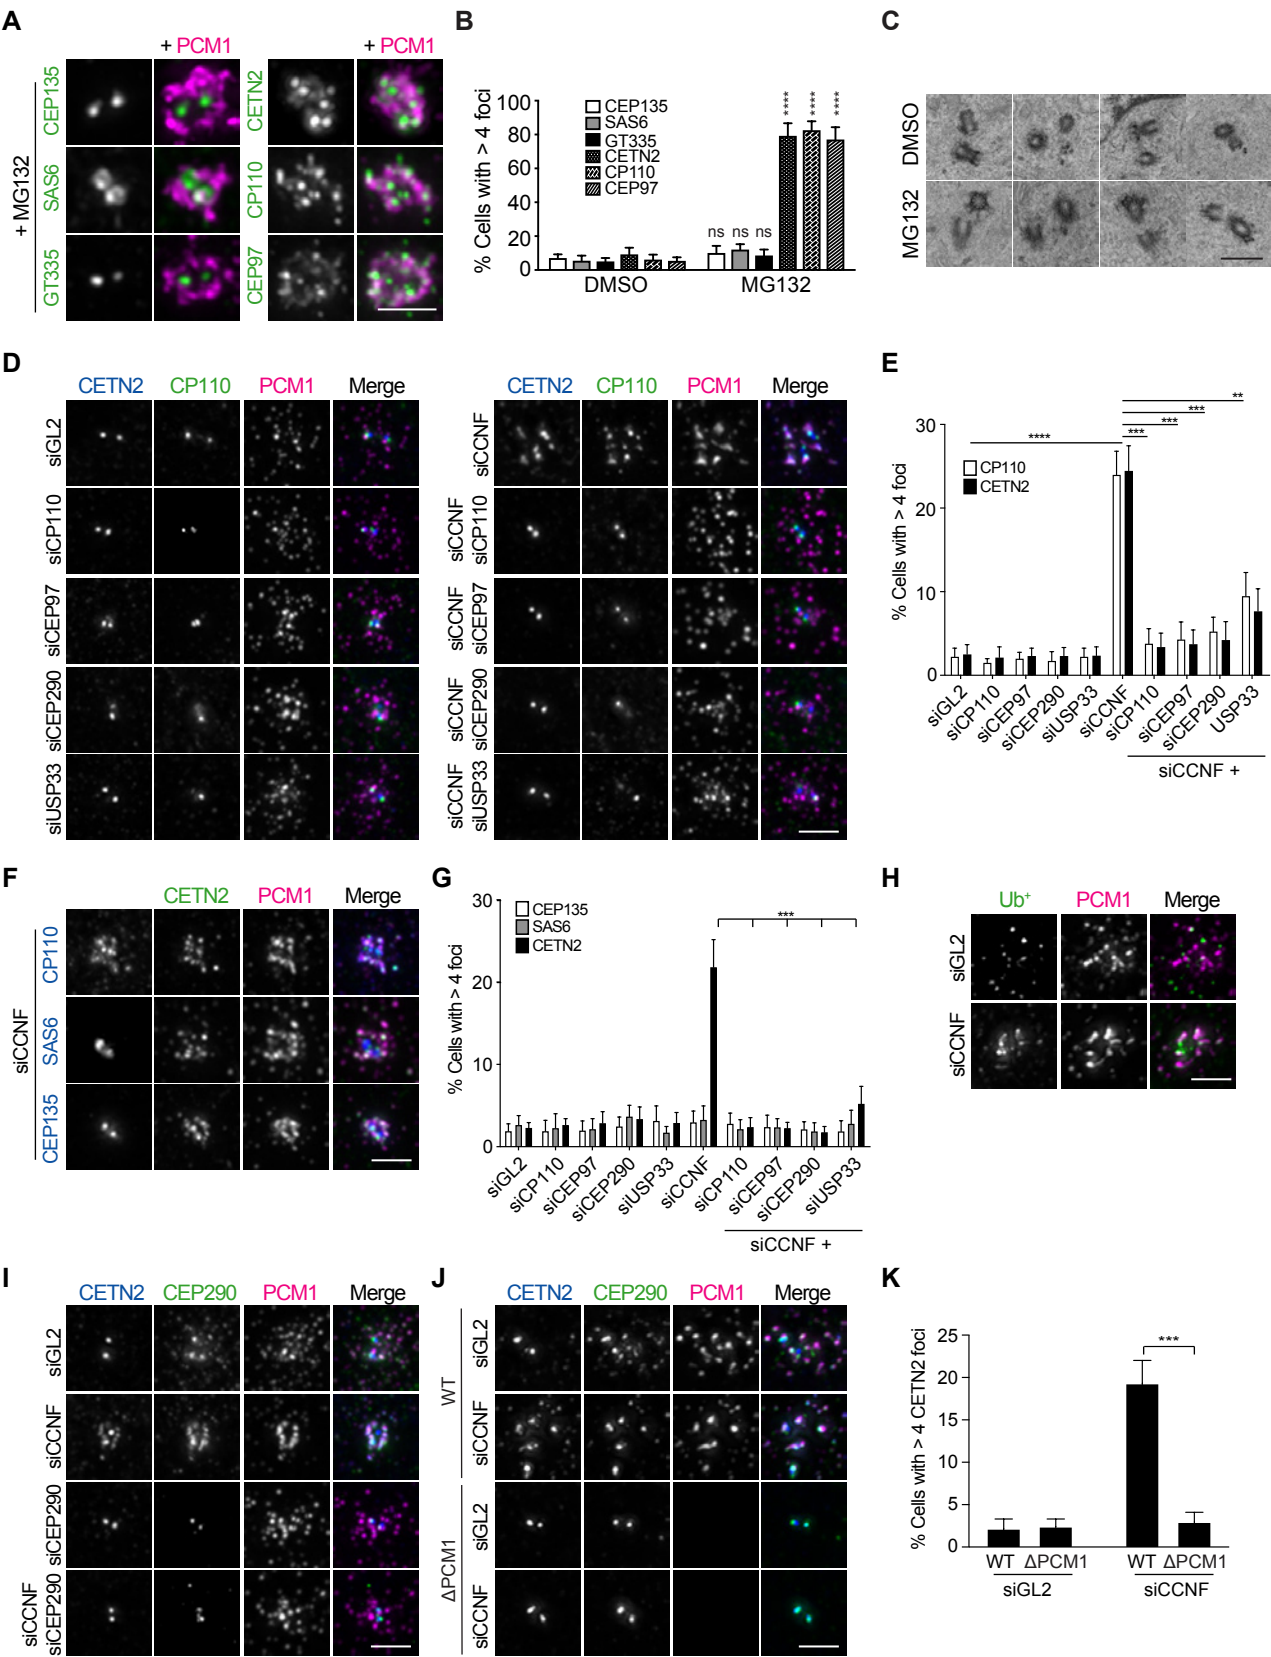 A
+ PCM1
+ PCM1
+ MG132
CEP135
SAS6
GT335
CETN2
CP110
CEP97
B
% Cells with > 4 foci
100
80
60
40
20
0
CEP135
SAS6
GT335
CETN2
CP110
CEP97
ns ns ns
**** **** ****
DMSO MG132
C
DMSO
MG132
D
CETN2 CP110 PCM1 Merge
siGL2
siCP110
siCEP97
siCEP290
siUSP33
CETN2 CP110 PCM1 Merge
siCCNF
siCCNF siCP110
siCCNF siCEP97
siCCNF siCEP290
siCCNF siUSP33
E
% Cells with > 4 foci
30
20
10
0
CP110
CETN2
**
***
***
***
****
siGL2 siCP110 siCEP97 siCEP290 siUSP33 siCCNF siCP110 siCEP97 siCEP290 USP33
siCCNF +
F
CETN2 PCM1 Merge
siCCNF
CP110
SAS6
CEP135
G
% Cells with > 4 foci
30
20
10
0
CEP135
SAS6
CETN2
***
siGL2 siCP110 siCEP97 siCEP290 siUSP33 siCCNF siCP110 siCEP97 siCEP290 siUSP33
siCCNF +
H
Ub+ PCM1 Merge
siGL2
siCCNF
I
CETN2 CEP290 PCM1 Merge
siGL2
siCCNF
siCEP290
siCCNF siCEP290
J
CETN2 CEP290 PCM1 Merge
WT
siGL2
siCCNF
ΔPCM1
siGL2
siCCNF
K
% Cells with > 4 CETN2 foci
25
20
15
10
5
0
***
WT ΔPCM1 WT ΔPCM1
siGL2 siCCNF